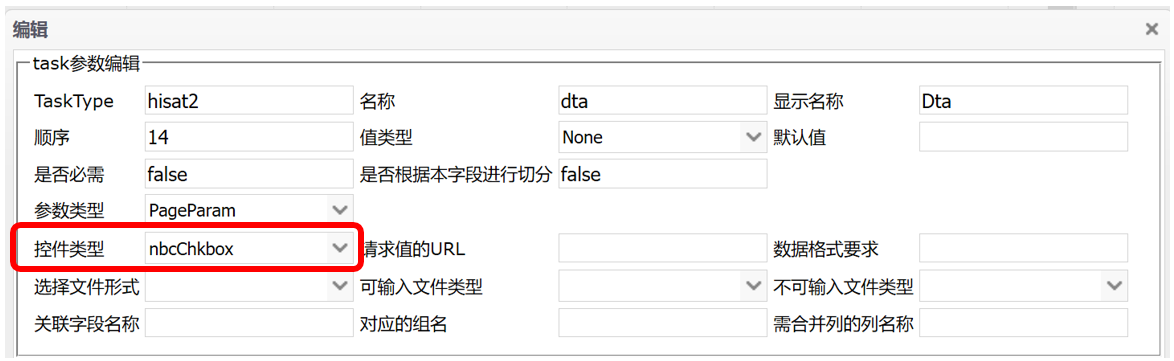 编辑
task参数编辑
TaskType hisat2 名称 dta 显示名称 Dta
顺序 14 值类型 None 默认值
是否必需 false 是否根据本字段进行切分 false
参数类型 PageParam
控件类型 nbcChkbox 请求值的URL 数据格式要求
选择文件形式 可输入文件类型 不可输入文件类型
关联字段名称 对应的组名 需合并列的列名称